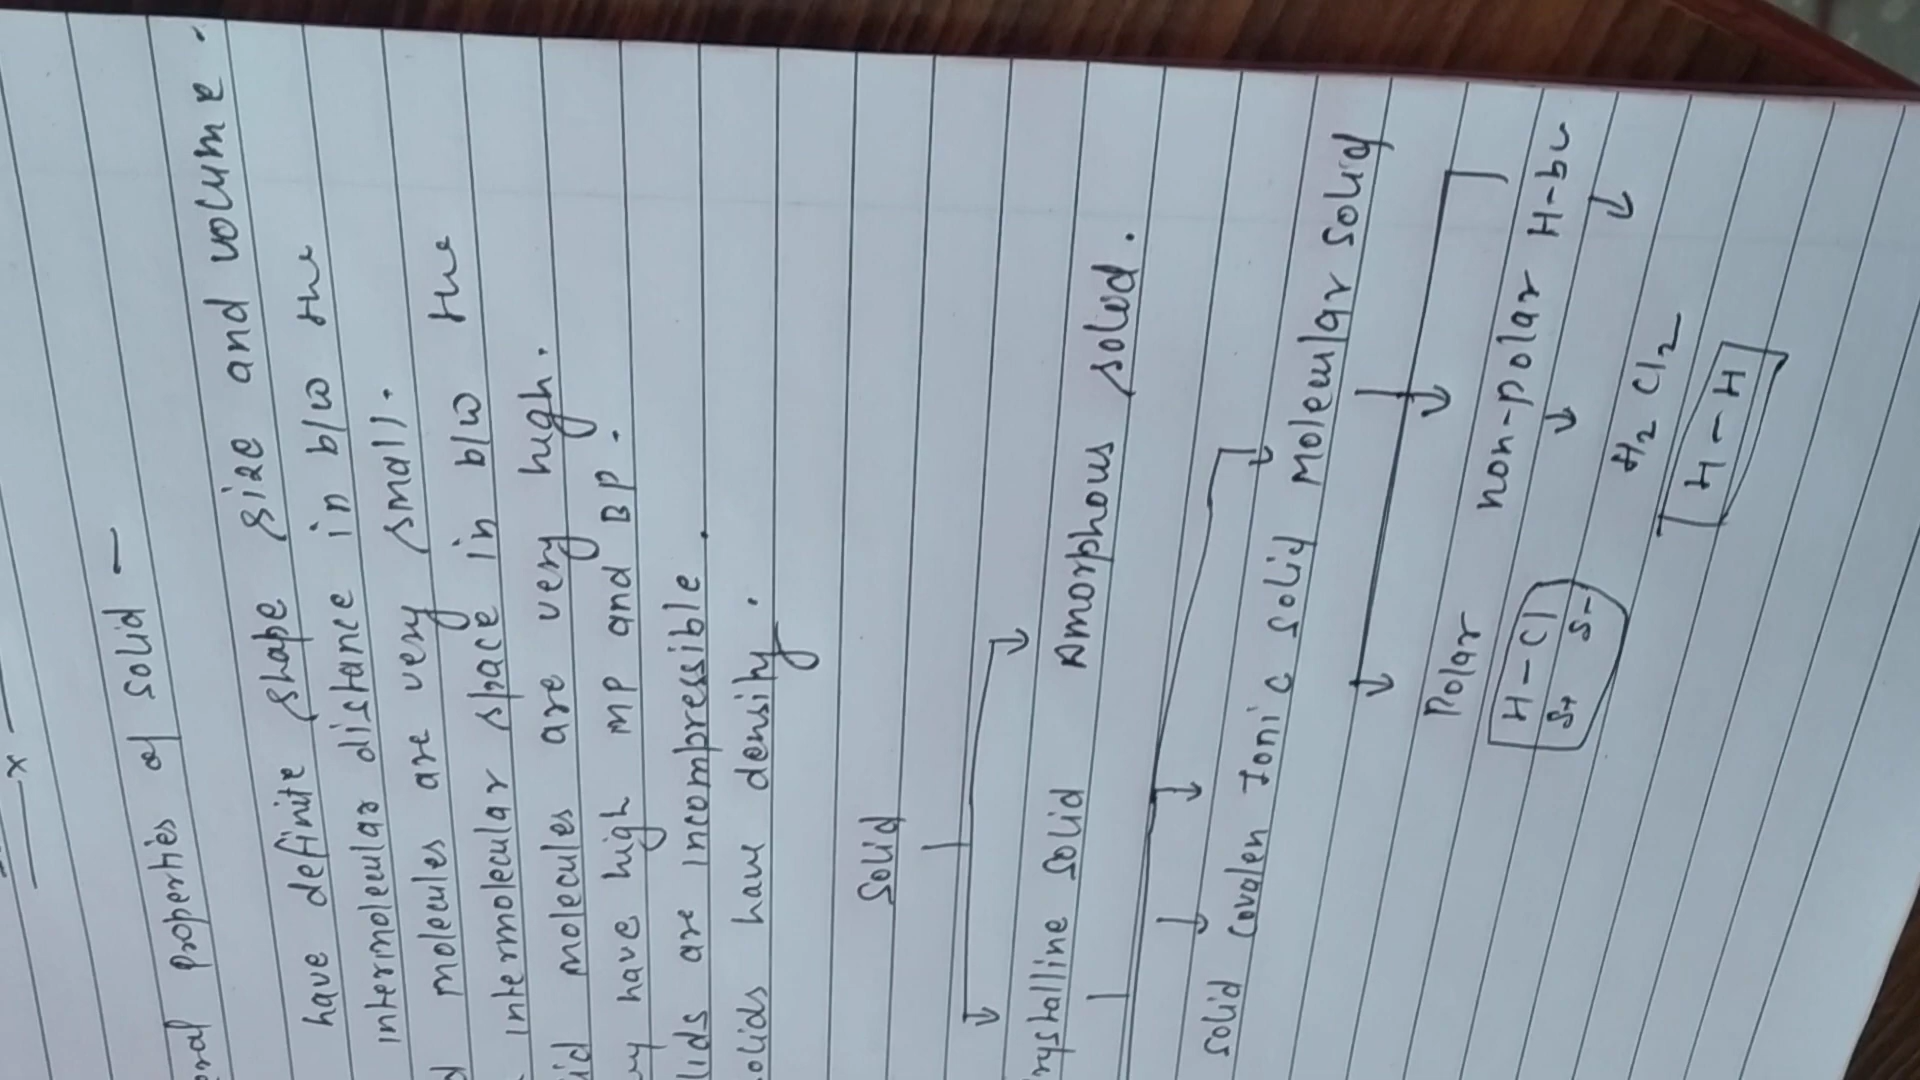 x
properties of solid —
have definite shape size and volume.
intermolecular distance in b/w the
molecules are very small.
intermolecular space in b/w the
molecules are very high.
have high MP and BP.
are incompressible.
have density.
Solid
Solid Amorphous solid.
Solid Covalen Ionic Solid Molecular Solid
Polar non-polar H-bu
H-Cl
S+ S-
H2 Cl2
H-H